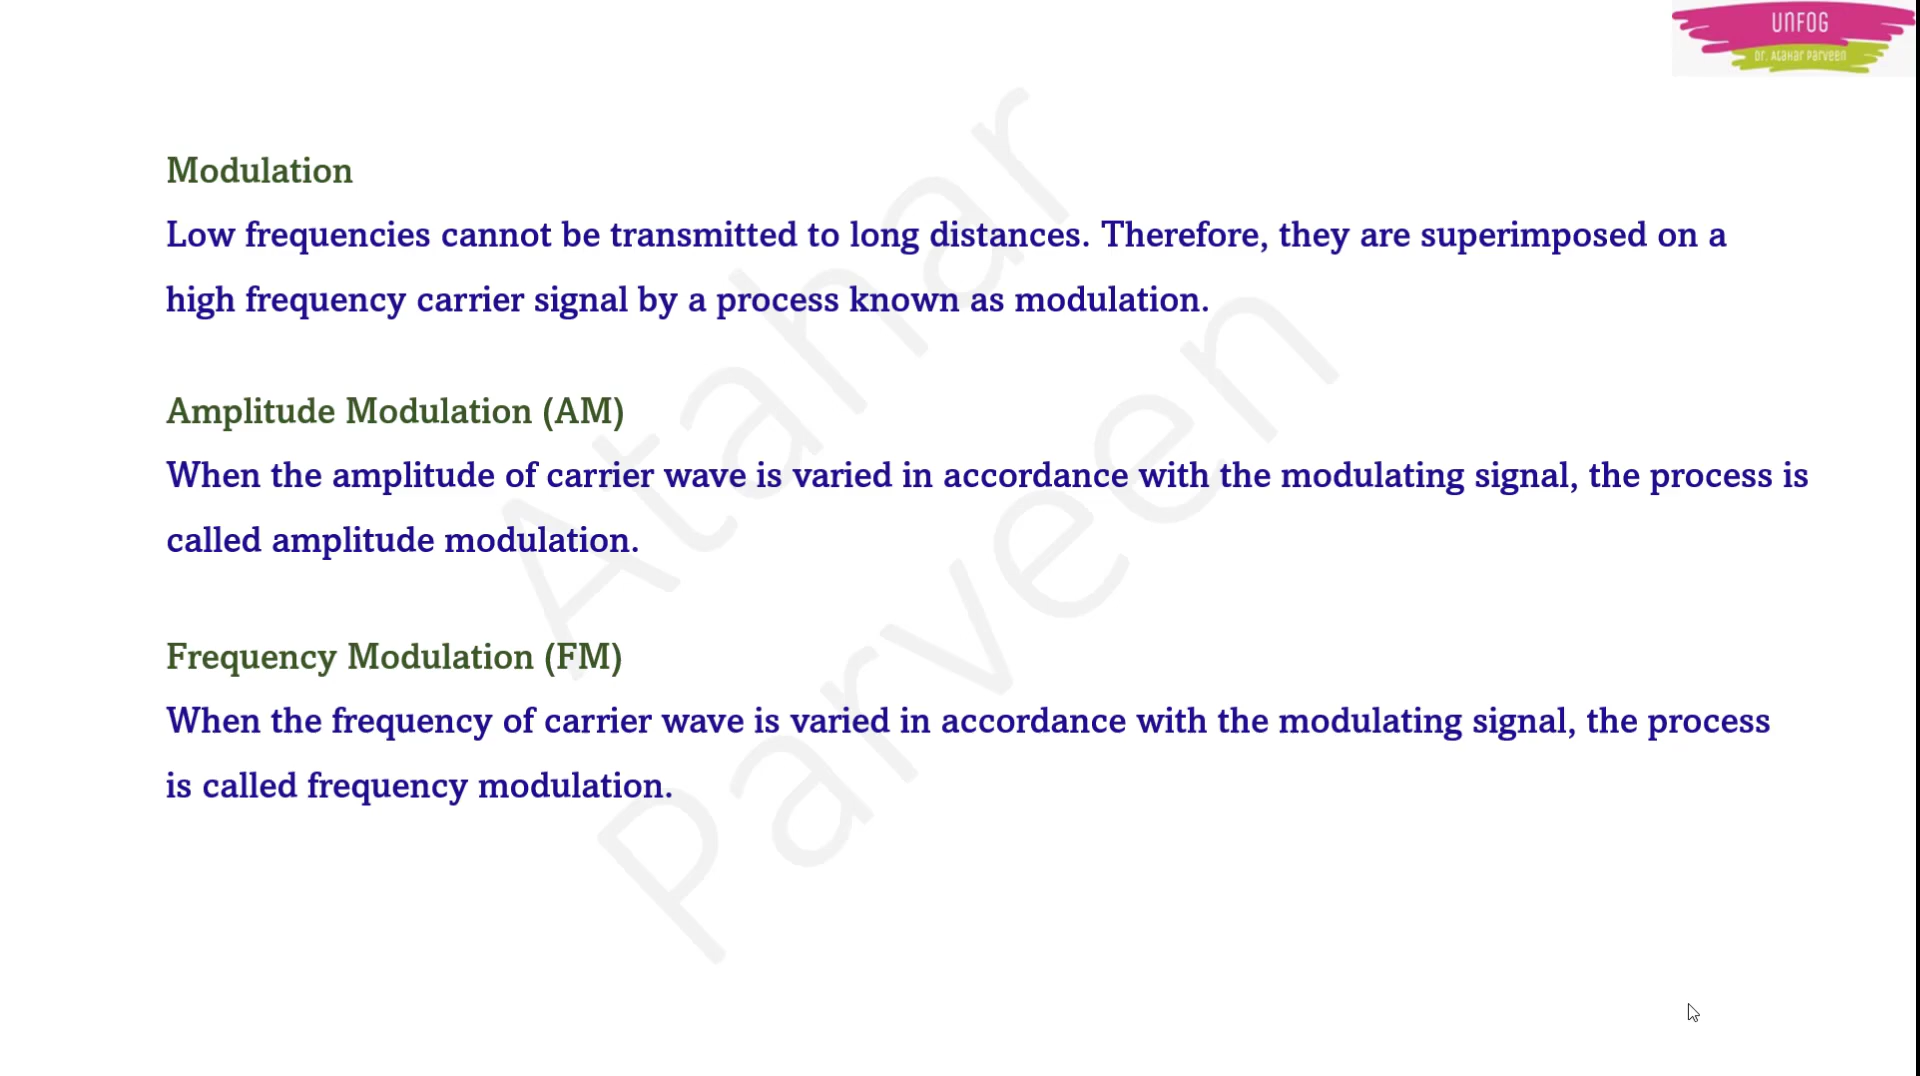 UNFOG
Dr. Atahar Parveen
Modulation
Low frequencies cannot be transmitted to long distances. Therefore, they are superimposed on a
high frequency carrier signal by a process known as modulation.
Amplitude Modulation (AM)
When the amplitude of carrier wave is varied in accordance with the modulating signal, the process is
called amplitude modulation.
Frequency Modulation (FM)
When the frequency of carrier wave is varied in accordance with the modulating signal, the process
is called frequency modulation.
Atahar
Parveen